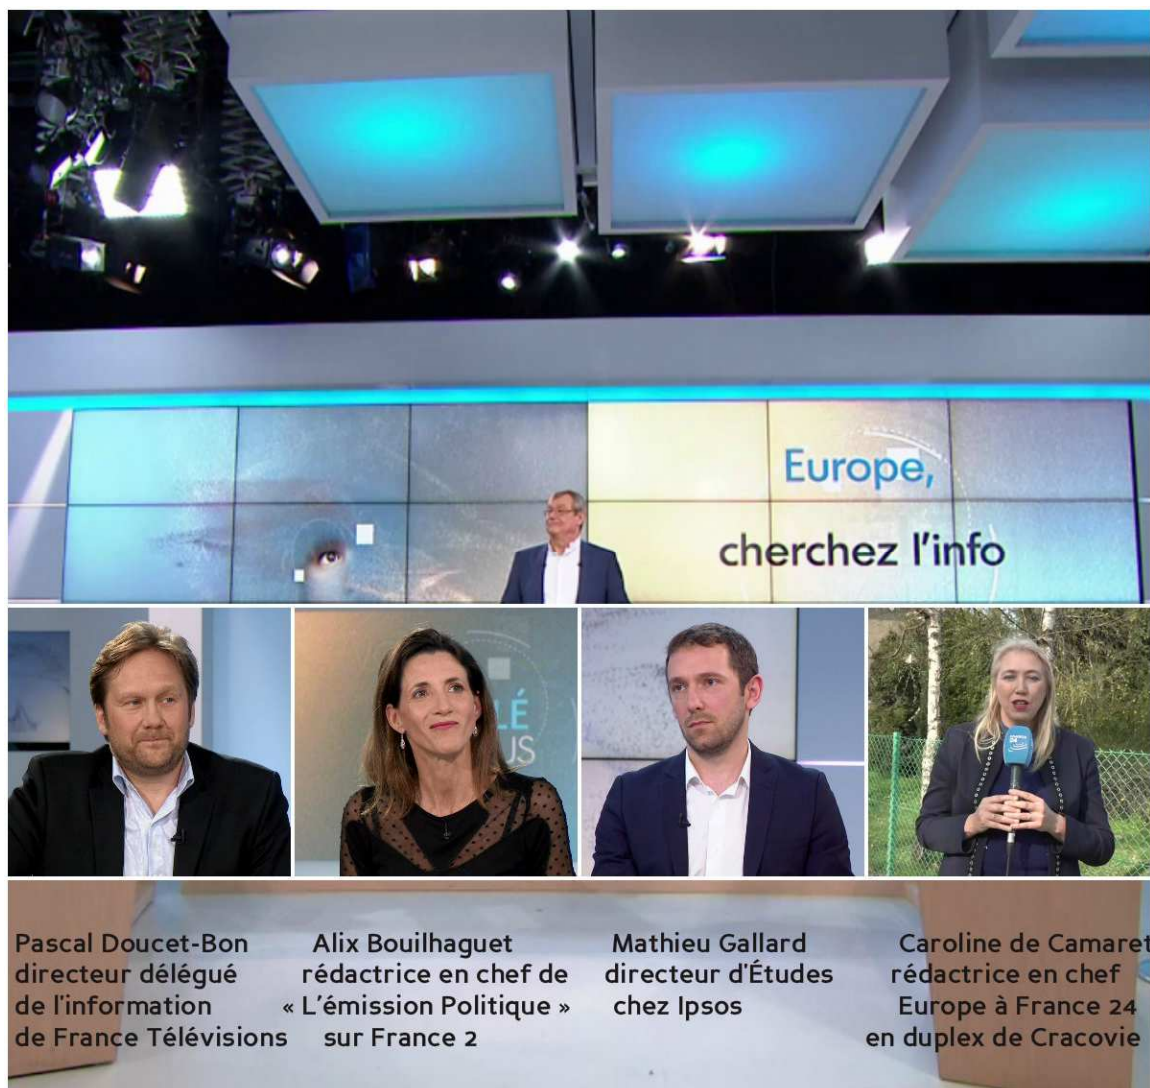 Europe,
cherchez l'info
LÉ
US
Pascal Doucet-Bon
directeur délégué
de l'information
de France Télévisions
Alix Bouilhaguet
rédactrice en chef de
« L'émission Politique »
sur France 2
Mathieu Gallard
directeur d'Études
chez Ipsos
Caroline de Camaret
rédactrice en chef
Europe à France 24
en duplex de Cracovie